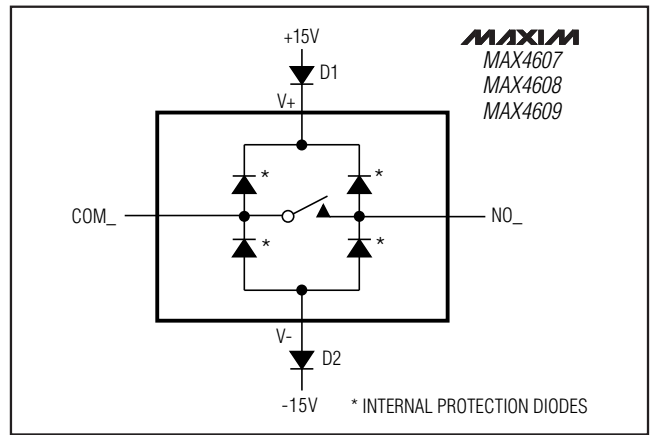 +15V
MAXIM
MAX4607
MAX4608
MAX4609
D1
V+
*
*
COM_
NO_
*
*
V-
D2
-15V
* INTERNAL PROTECTION DIODES